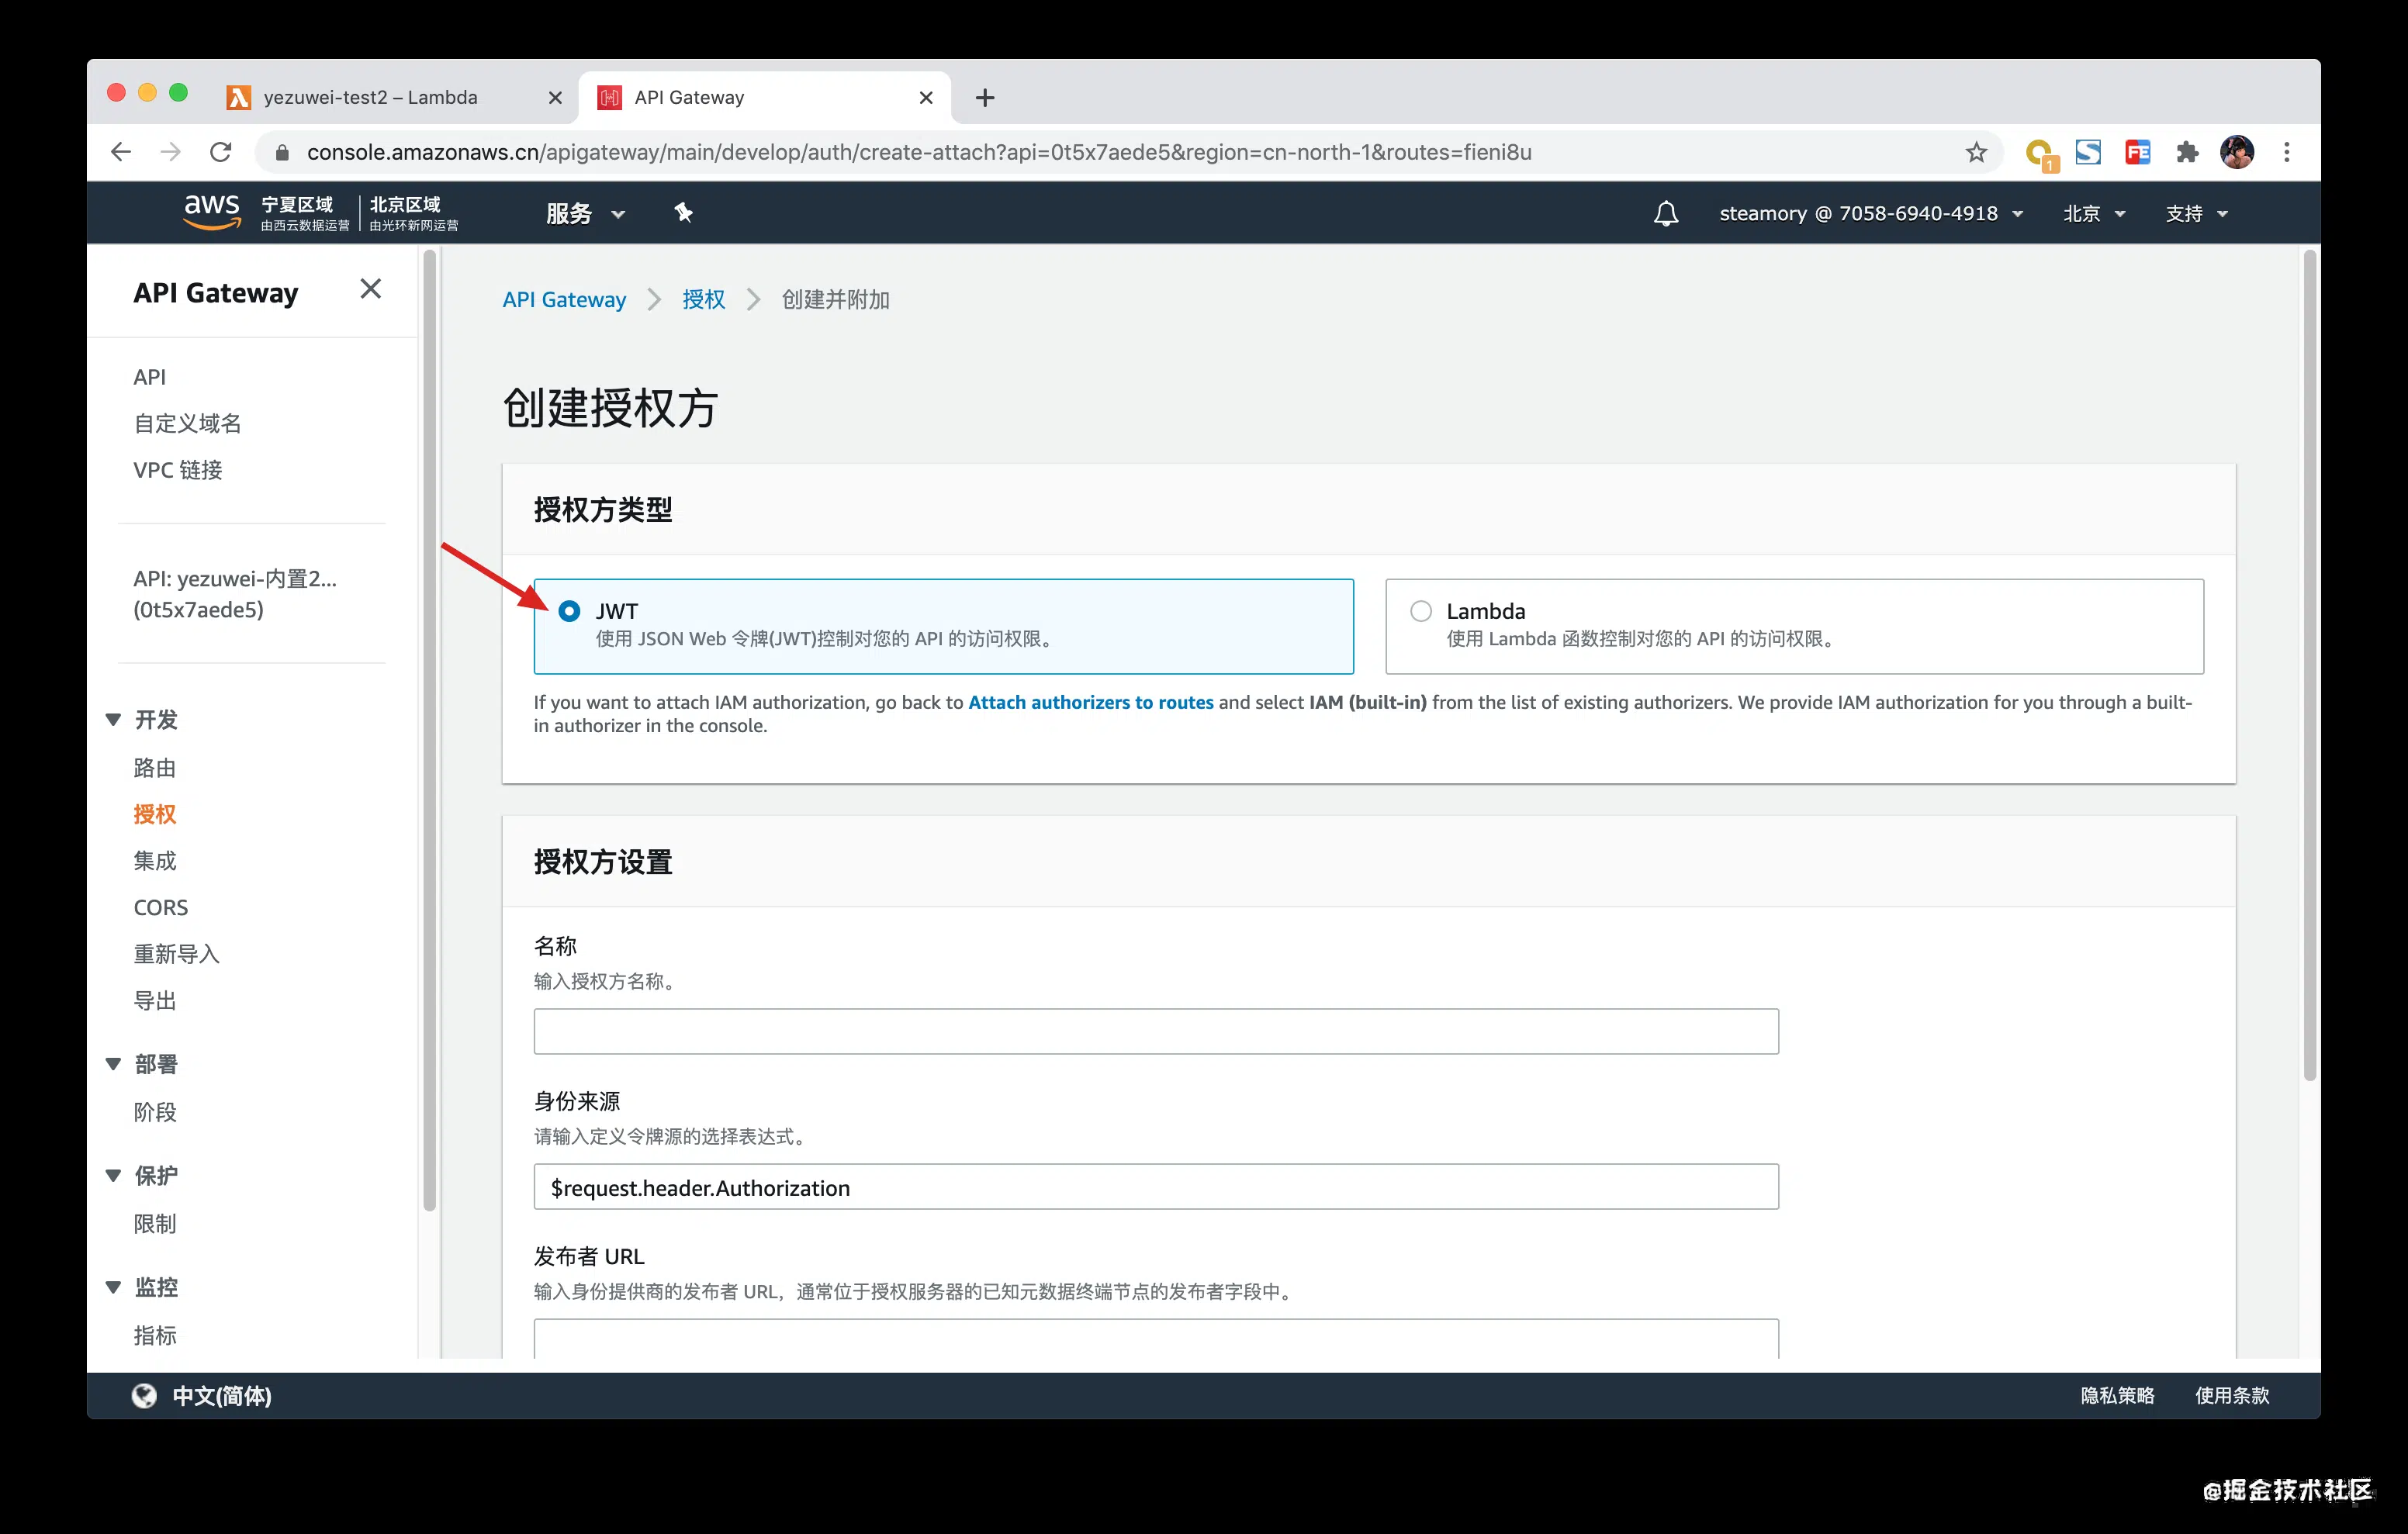 yezuwei-test2 – Lambda
API Gateway
console.amazonaws.cn/apigateway/main/develop/auth/create-attach?api=0t5x7aede5&region=cn-north-1&routes=fieni8u
1
FE
aws
宁夏区域
由西云数据运营
北京区域
由光环新网运营
服务
steamory @ 7058-6940-4918
北京
支持
API Gateway
API
自定义域名
VPC 链接
API: yezuwei-内置2...
(0t5x7aede5)
开发
路由
授权
集成
CORS
重新导入
导出
部署
阶段
保护
限制
监控
指标
API Gateway
授权
创建并附加
创建授权方
授权方类型
JWT
使用 JSON Web 令牌(JWT)控制对您的 API 的访问权限。
Lambda
使用 Lambda 函数控制对您的 API 的访问权限。
If you want to attach IAM authorization, go back to Attach authorizers to routes and select IAM (built-in) from the list of existing authorizers. We provide IAM authorization for you through a built-
in authorizer in the console.
授权方设置
名称
输入授权方名称。
身份来源
请输入定义令牌源的选择表达式。
$request.header.Authorization
发布者 URL
输入身份提供商的发布者 URL，通常位于授权服务器的已知元数据终端节点的发布者字段中。
中文(简体)
隐私策略
使用条款
@掘金技术社区